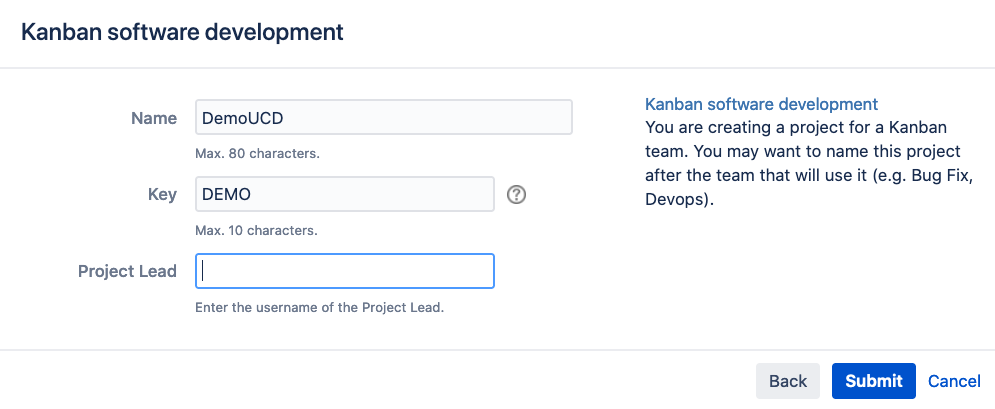 Kanban software development
Name
DemoUCD
Max. 80 characters.
Key
DEMO
?
Max. 10 characters.
Project Lead
Enter the username of the Project Lead.
Kanban software development
You are creating a project for a Kanban
team. You may want to name this project
after the team that will use it (e.g. Bug Fix,
Devops).
Back
Submit
Cancel